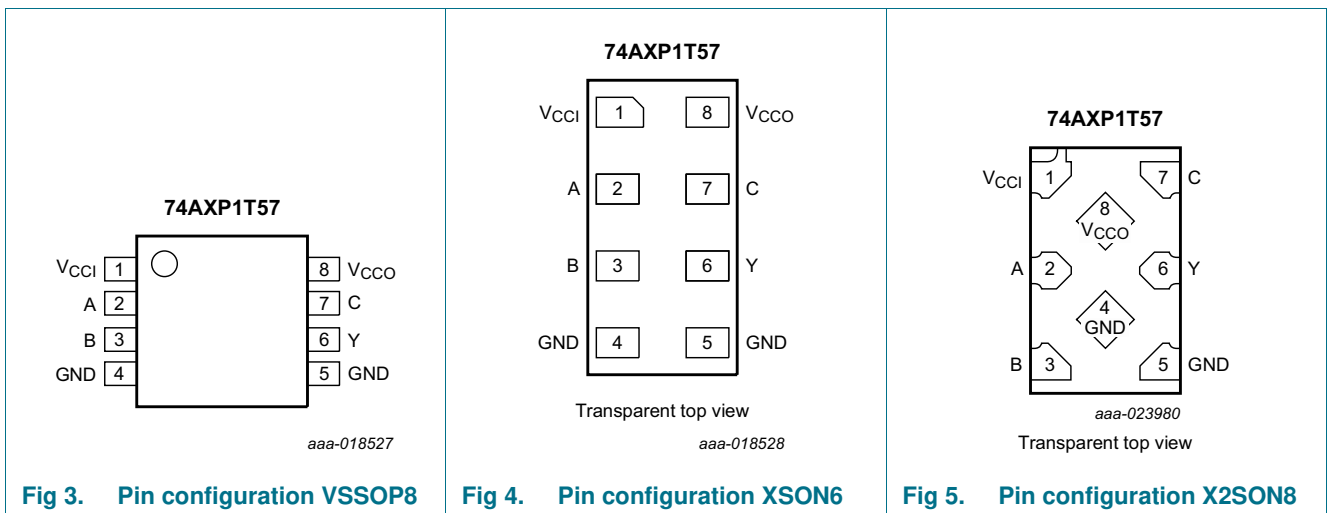 74AXP1T57
VCCI 1 8 VCCO
A 2 7 C
B 3 6 Y
GND 4 5 GND
aaa-018527
Fig 3. Pin configuration VSSOP8
74AXP1T57
VCCI 1 8 VCCO
A 2 7 C
B 3 6 Y
GND 4 5 GND
Transparent top view
aaa-018528
Fig 4. Pin configuration XSON6
74AXP1T57
VCCI 1 7 C
8
VCCO
A 2 6 Y
4
GND
B 3 5 GND
aaa-023980
Transparent top view
Fig 5. Pin configuration X2SON8